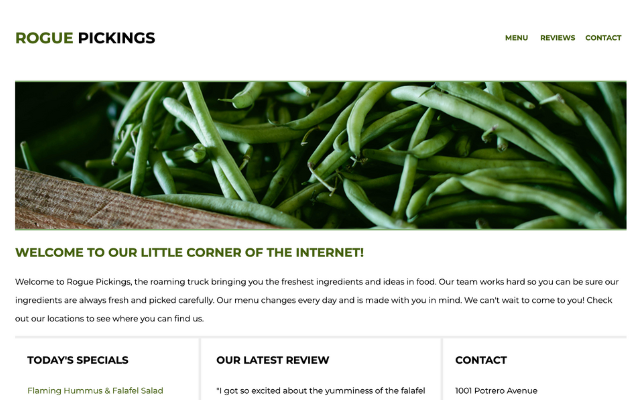 ROGUE PICKINGS
MENU REVIEWS CONTACT
WELCOME TO OUR LITTLE CORNER OF THE INTERNET!
Welcome to Rogue Pickings, the roaming truck bringing you the freshest ingredients and ideas in food. Our team works hard so you can be sure our
ingredients are always fresh and picked carefully. Our menu changes every day and is made with you in mind. We can't wait to come to you! Check
out our locations to see where you can find us.
TODAY'S SPECIALS
Flaming Hummus & Falafel Salad
OUR LATEST REVIEW
"I got so excited about the yumminess of the falafel
CONTACT
1001 Potrero Avenue